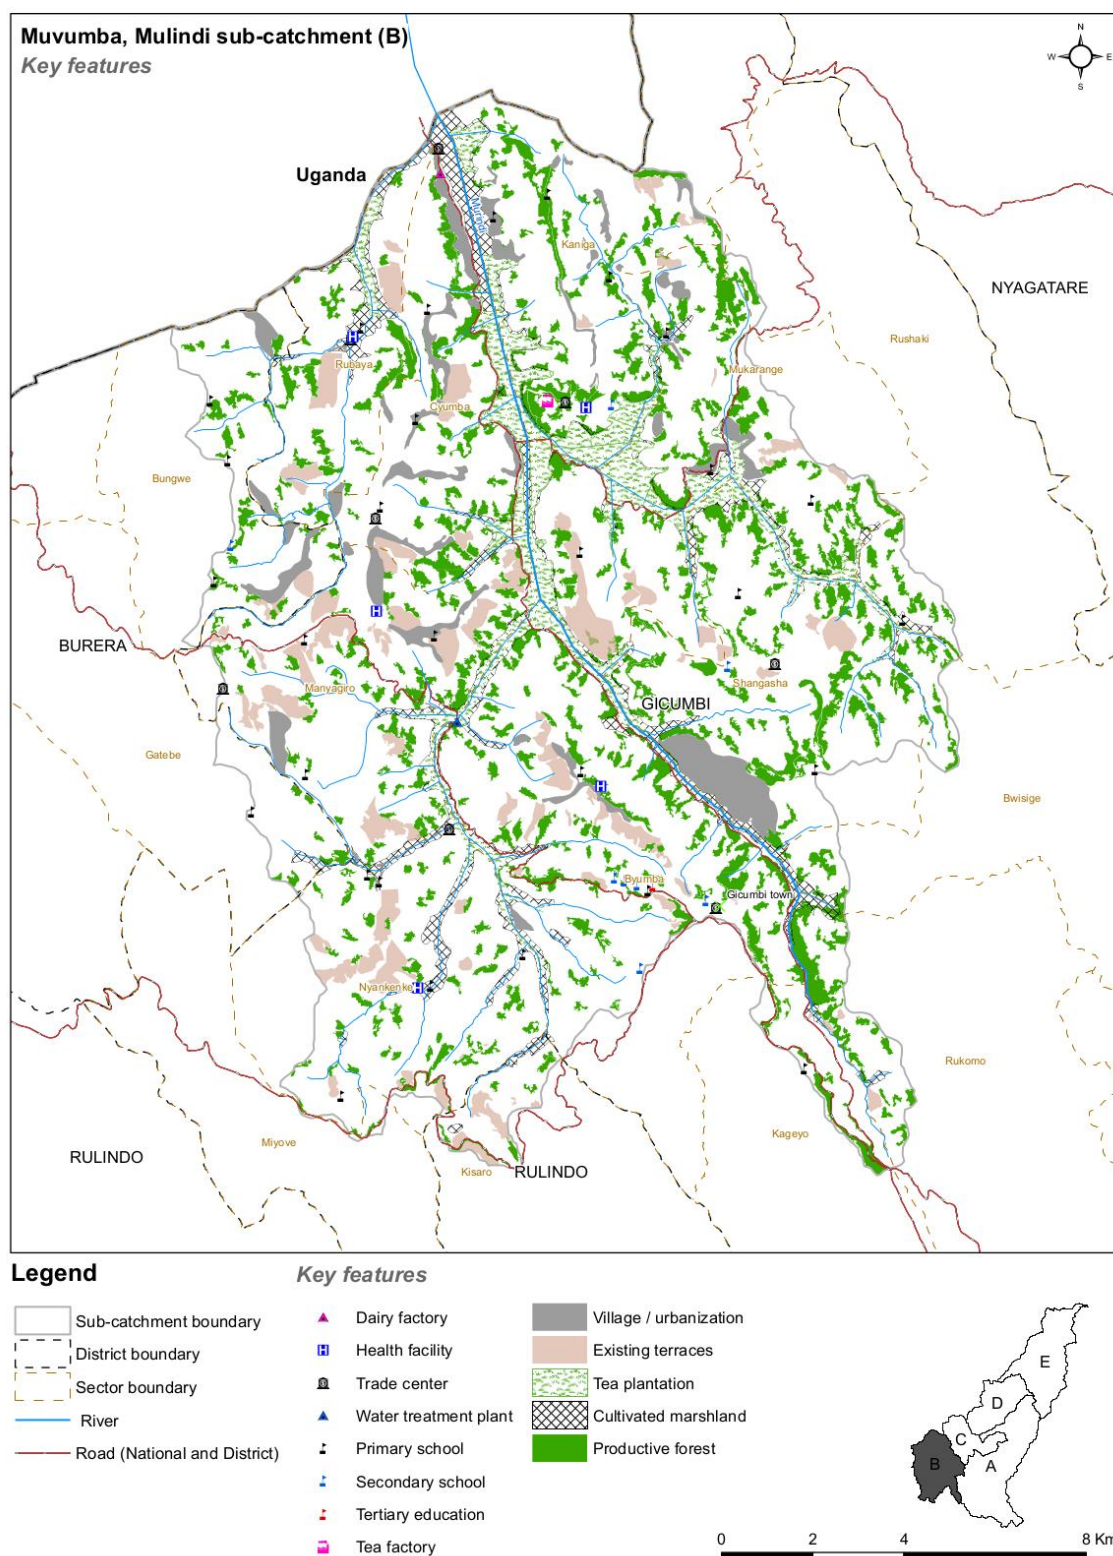 Muvumba, Mulindi sub-catchment (B)
Key features
N
W
E
S
Uganda
Mulindi
Kaniga
NYAGATARE
Rushaki
Rubaya
Mukarange
Cyumba
Bungwe
BURERA
Manyagiro
Shangasha
GICUMBI
Gatebe
Bwisige
Byumba
Gicumbi town
Nyankenke
Rukomo
Kageyo
Miyove
RULINDO
Kisaro
RULINDO
Legend
Sub-catchment boundary
District boundary
Sector boundary
River
Road (National and District)
Key features
Dairy factory
Health facility
Trade center
Water treatment plant
Primary school
Secondary school
Tertiary education
Tea factory
Village / urbanization
Existing terraces
Tea plantation
Cultivated marshland
Productive forest
E
D
C
B
A
0 2 4 8 Km